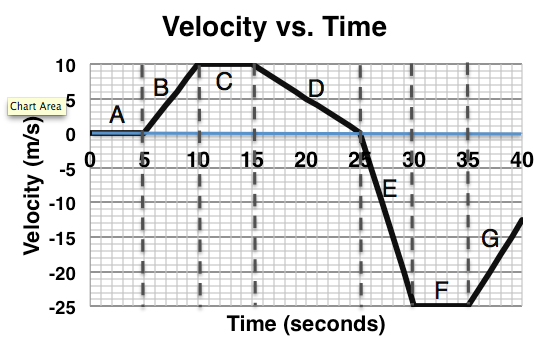 Velocity vs. Time
10
Chart Area
5
A
B
C
D
0
0
5
10
15
20
25
30
35
40
-5
E
-10
-15
G
-20
F
-25
Velocity (m/s)
Time (seconds)